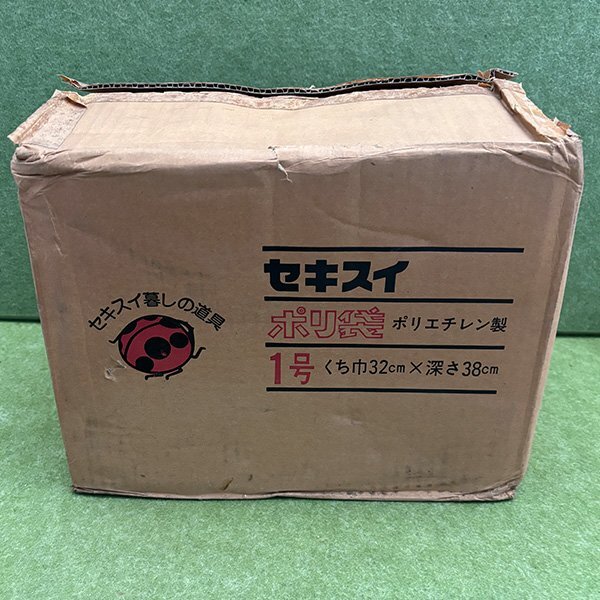 セキスイ暮しの道具
セキスイ
ポリ袋 ポリエチレン製
1号 くち巾32cm×深さ38cm